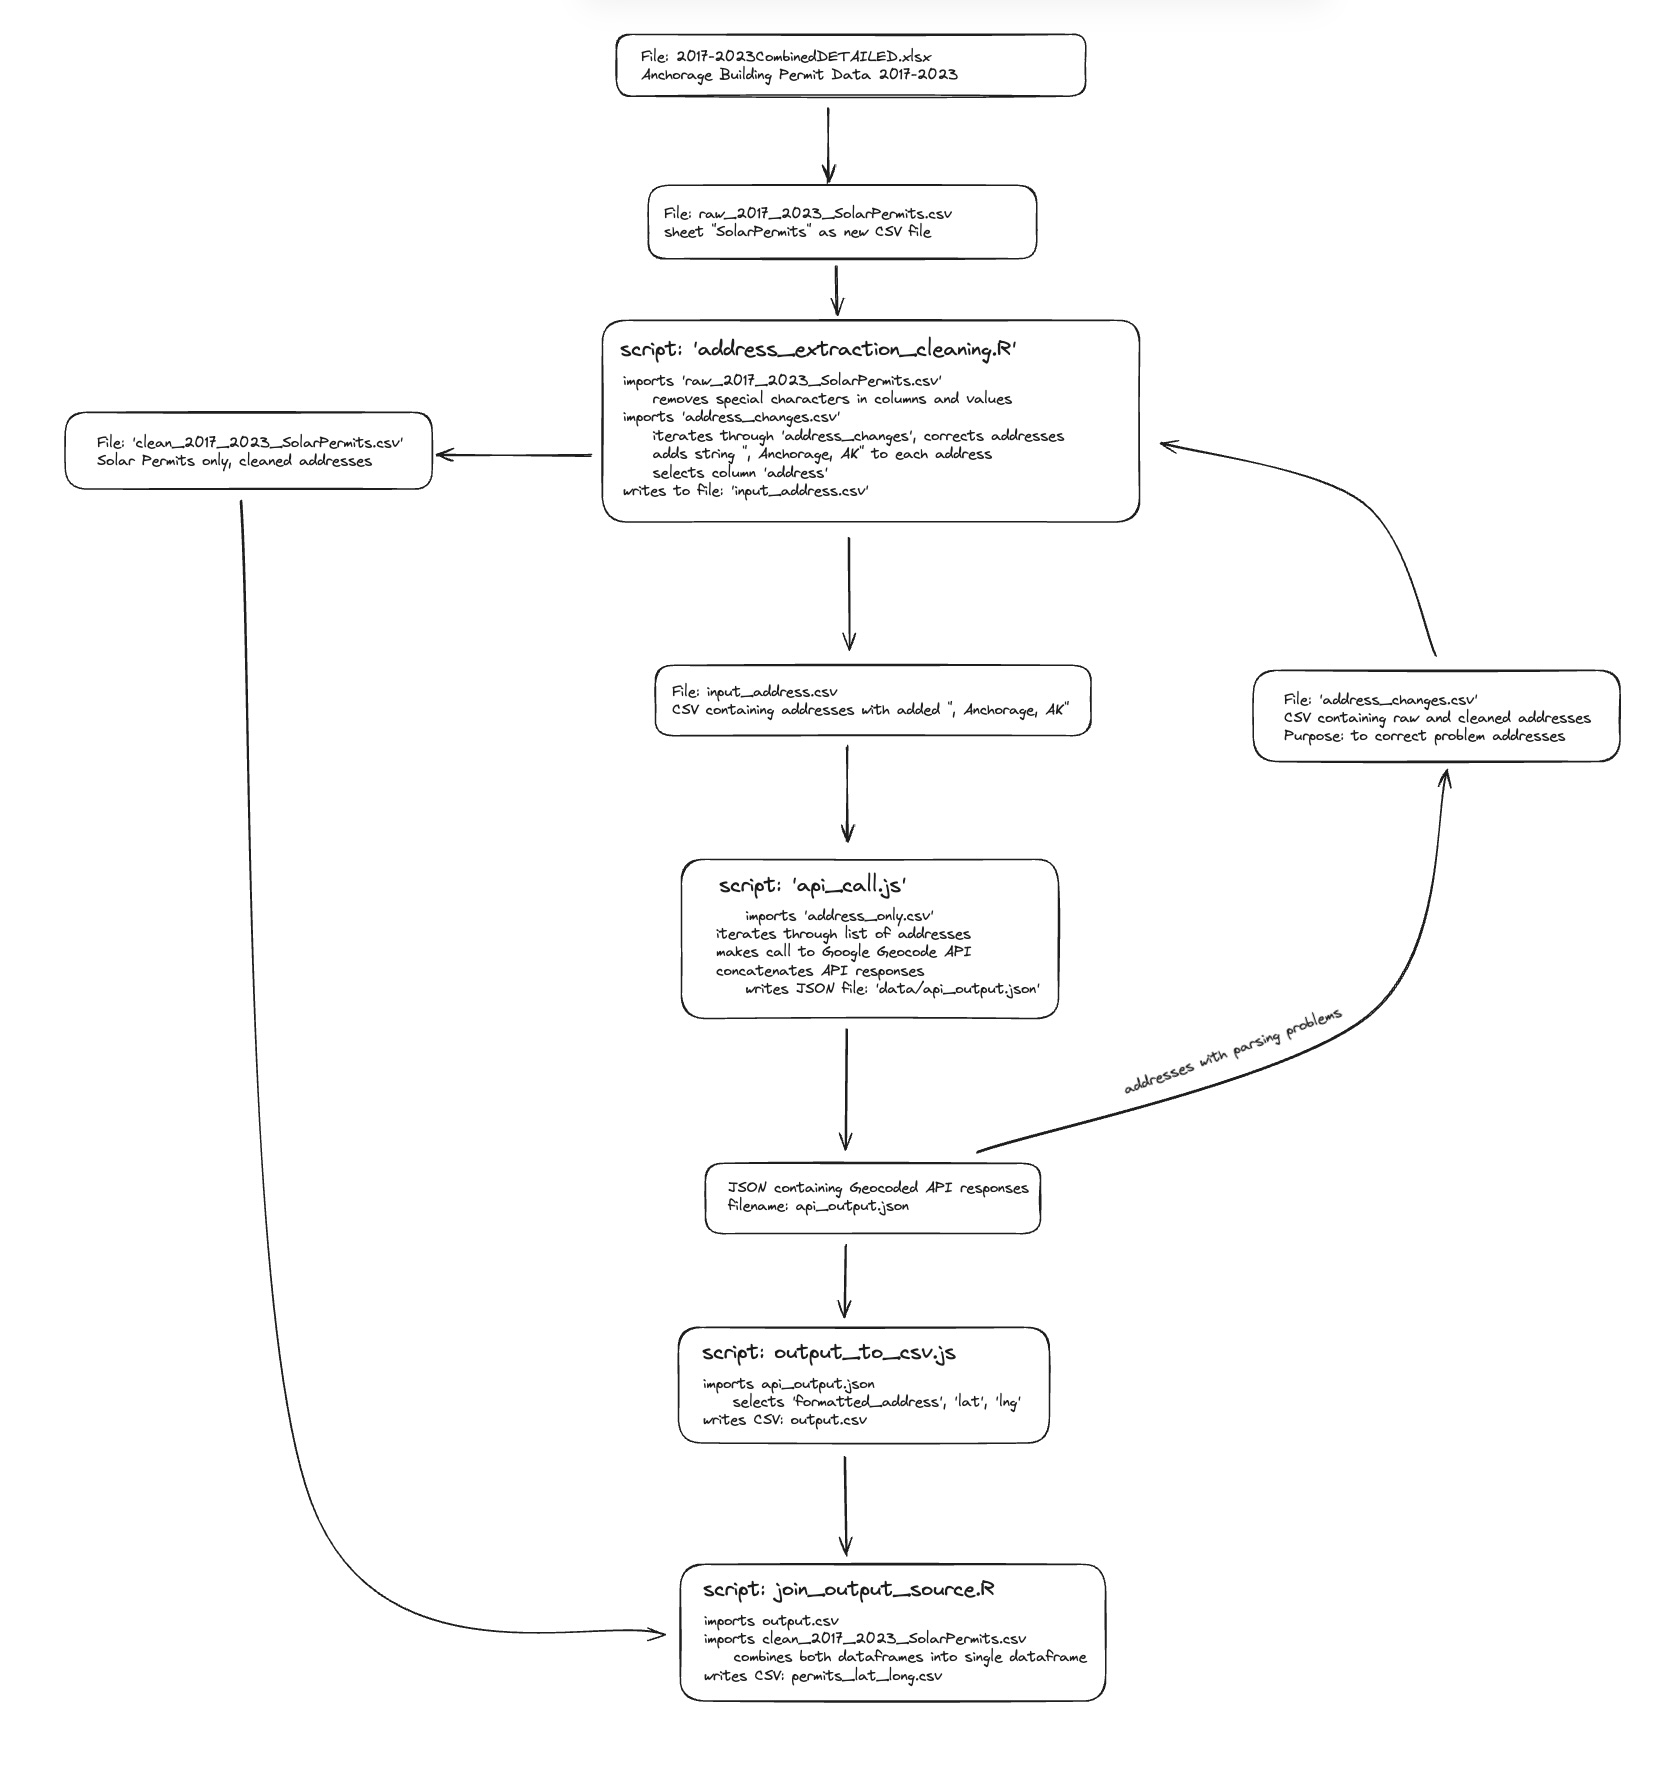 File: 2017-2023CombinedDETAILED.xlsx
Anchorage Building Permit Data 2017-2023
File: raw_2017_2023_SolarPermits.csv
sheet "SolarPermits" as new CSV file
script: 'address_extraction_cleaning.R'
imports 'raw_2017_2023_SolarPermits.csv'
removes special characters in columns and values
imports 'address_changes.csv'
iterates through 'address_changes', corrects addresses
adds string ", Anchorage, AK" to each address
selects column 'address'
writes to file: 'input_address.csv'
File: 'clean_2017_2023_SolarPermits.csv'
Solar Permits only, cleaned addresses
File: input_address.csv
CSV containing addresses with added ", Anchorage, AK"
File: 'address_changes.csv'
CSV containing raw and cleaned addresses
Purpose: to correct problem addresses
script: 'api_call.js'
imports 'address_only.csv'
iterates through list of addresses
makes call to Google Geocode API
concatenates API responses
writes JSON file: 'data/api_output.json'
addresses with parsing problems
JSON containing Geocoded API responses
filename: api_output.json
script: output_to_csv.js
imports api_output.json
selects 'formatted_address', 'lat', 'lng'
writes CSV: output.csv
script: join_output_source.R
imports output.csv
imports clean_2017_2023_SolarPermits.csv
combines both dataframes into single dataframe
writes CSV: permits_lat_long.csv